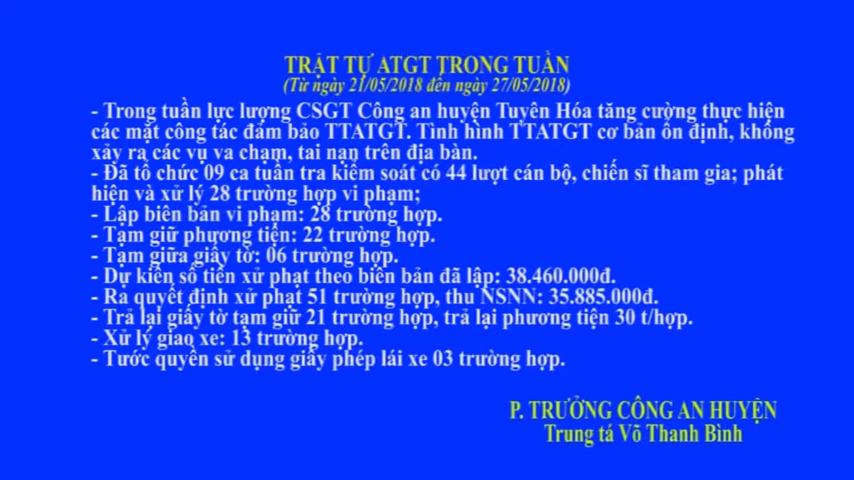 TRẬT TỰ ATGT TRONG TUẦN
(Từ ngày 21/05/2018 đến ngày 27/05/2018)
- Trong tuần lực lượng CSGT Công an huyện Tuyên Hóa tăng cường thực hiện
các mặt công tác đảm bảo TTATGT. Tình hình TTATGT cơ bản ổn định, không
xảy ra các vụ va chạm, tai nạn trên địa bàn.
- Đã tổ chức 09 ca tuần tra kiểm soát có 44 lượt cán bộ, chiến sĩ tham gia; phát
hiện và xử lý 28 trường hợp vi phạm;
- Lập biên bản vi phạm: 28 trường hợp.
- Tạm giữ phương tiện: 22 trường hợp.
- Tạm giữa giấy tờ: 06 trường hợp.
- Dự kiến số tiền xử phạt theo biên bản đã lập: 38.460.000đ.
- Ra quyết định xử phạt 51 trường hợp, thu NSNN: 35.885.000đ.
- Trả lại giấy tờ tạm giữ 21 trường hợp, trả lại phương tiện 30 t/hợp.
- Xử lý giao xe: 13 trường hợp.
- Tước quyền sử dụng giấy phép lái xe 03 trường hợp.
P. TRƯỞNG CÔNG AN HUYỆN
Trung tá Võ Thanh Bình